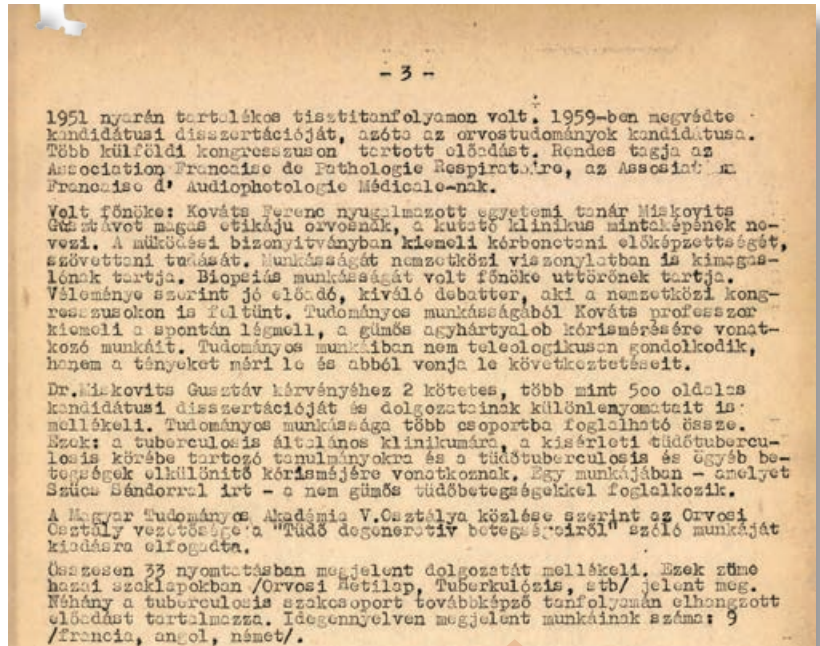 - 3 -
1951 nyarán tartalékos tisztitanfolyamon volt. 1959-ben megvédte
kandidátusi disszertációját, azóta az orvostudományok kandidátusa.
Több külföldi kongresszuson tartott előadást. Rendes tagja az
Association Francaise de Pathologie Respiratoire, az Assosiat
Francaise d' Audiophotologie Médicale-nak.
Volt főnöke: Kováts Ferenc nyugalmazott egyetemi tanár Miskovits
Gusztávot magas etikáju orvosnak, a kutató klinikus mintaképének ne-
vezi. A működési bizonyitványban kiemeli kórbonctani előképzettségét,
szövettani tudását. Munkásságát nemzetközi viszonylatban is kimagas-
lónak tartja. Biopsiás munkásságát volt főnöke uttörőnek tartja.
Véleménye szerint jó előadó, kiváló debatter, aki a nemzetközi kong-
resszusokon is feltünt. Tudományos munkásságából Kováts professzor
kiemeli a spontán légmell, a gümős agyhártyalob kórismérésére vonat-
kozó munkáit. Tudományos munkáiban nem teleologikusan gondolkodik,
hanem a tényeket méri le és abból vonja le következtetéseit.
Dr.Miskovits Gusztáv kérvényéhez 2 kötetes, több mint 5oo oldalas
kandidátusi disszertációját és dolgozatainak különlenyomatait is
mellékeli. Tudományos munkássága több csoportba foglalható össze.
Ezek: a tuberculosis általános klinikumára, a kisérleti tüdőtubercu-
losis körébe tartozó tanulmányokra és a tüdőtuberculosis és egyéb be-
tegségek elkülönitő kórisméjére vonatkoznak. Egy munkájában - amelyet
Szücs Sándorral irt - a nem gümős tüdőbetegségekkel foglalkozik.
A Magyar Tudományos Akadémia V.Osztálya közlése szerint az Orvosi
Osztály vezetősége a "Tüdő degenerativ betegségeiről" szóló munkáját
kiadásra elfogadta.
Összesen 33 nyomtatásban megjelent dolgozatát mellékeli. Ezek zöme
hazai szaklapokban /Orvosi Hetilap, Tuberkulózis, stb/ jelent meg.
Néhány a tuberculosis szakcsoport továbbképző tanfolyamán elhangzott
előadást tartalmazza. Idegennyelven megjelent munkáinak száma: 9
/francia, angol, német/.